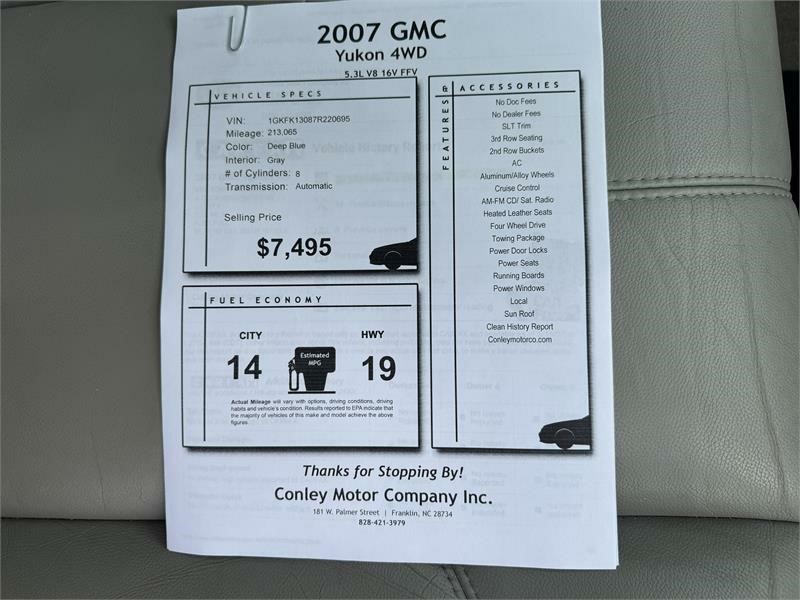 2007 GMC
Yukon 4WD
5.3L V8 16V FFV
VEHICLE SPECS
VIN: 1GKFK13087R220695
Mileage: 213,065
Color: Deep Blue
Interior: Gray
# of Cylinders: 8
Transmission: Automatic
Selling Price
$7,495
FUEL ECONOMY
CITY
HWY
14
Estimated
MPG
19
Actual Mileage will vary with options, driving conditions, driving
habits and vehicle's condition. Results reported to EPA indicate that
the majority of vehicles of this make and model achieve the above
figures
FEATURES & ACCESSORIES
No Doc Fees
No Dealer Fees
SLT Trim
3rd Row Seating
2nd Row Buckets
AC
Aluminum/Alloy Wheels
Cruise Control
AM-FM CD/ Sat. Radio
Heated Leather Seats
Four Wheel Drive
Towing Package
Power Door Locks
Power Seats
Running Boards
Power Windows
Local
Sun Roof
Clean History Report
Conleymotorco.com
Thanks for Stopping By!
Conley Motor Company Inc.
181 W. Palmer Street | Franklin, NC 28734
828-421-3979